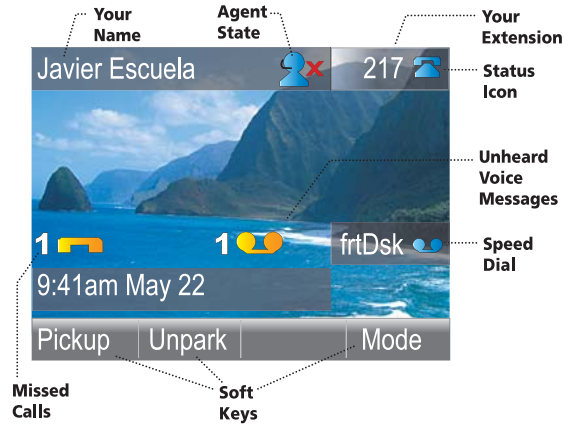 Your
Name
Agent
State
Your
Extension
Javier Escuela
217
Status
Icon
Unheard
Voice
Messages
1
1
frtDsk
Speed
Dial
9:41am May 22
Pickup
Unpark
Mode
Missed
Calls
Soft
Keys